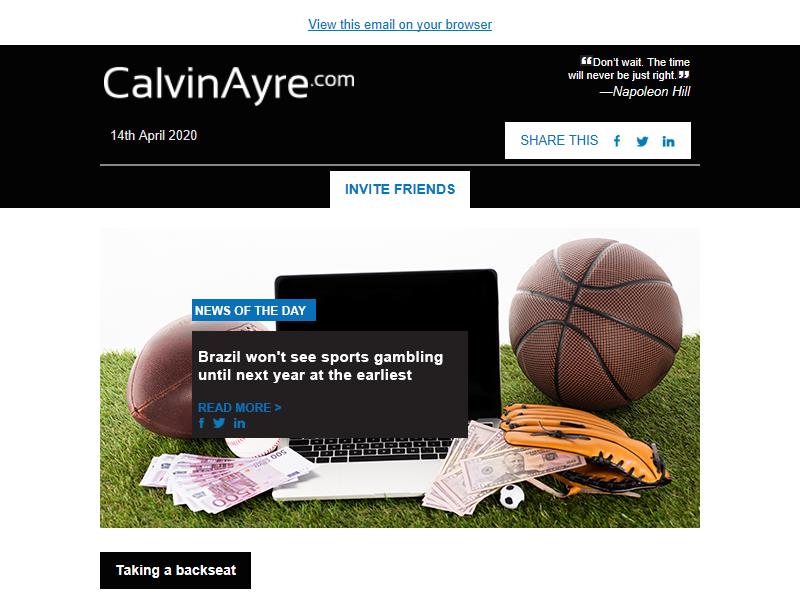 View this email on your browser
CalvinAyre.com
❝Don't wait. The time
will never be just right.❞
—Napoleon Hill
14th April 2020
SHARE THIS
INVITE FRIENDS
NEWS OF THE DAY
Brazil won't see sports gambling
until next year at the earliest
READ MORE >
500
500
Taking a backseat